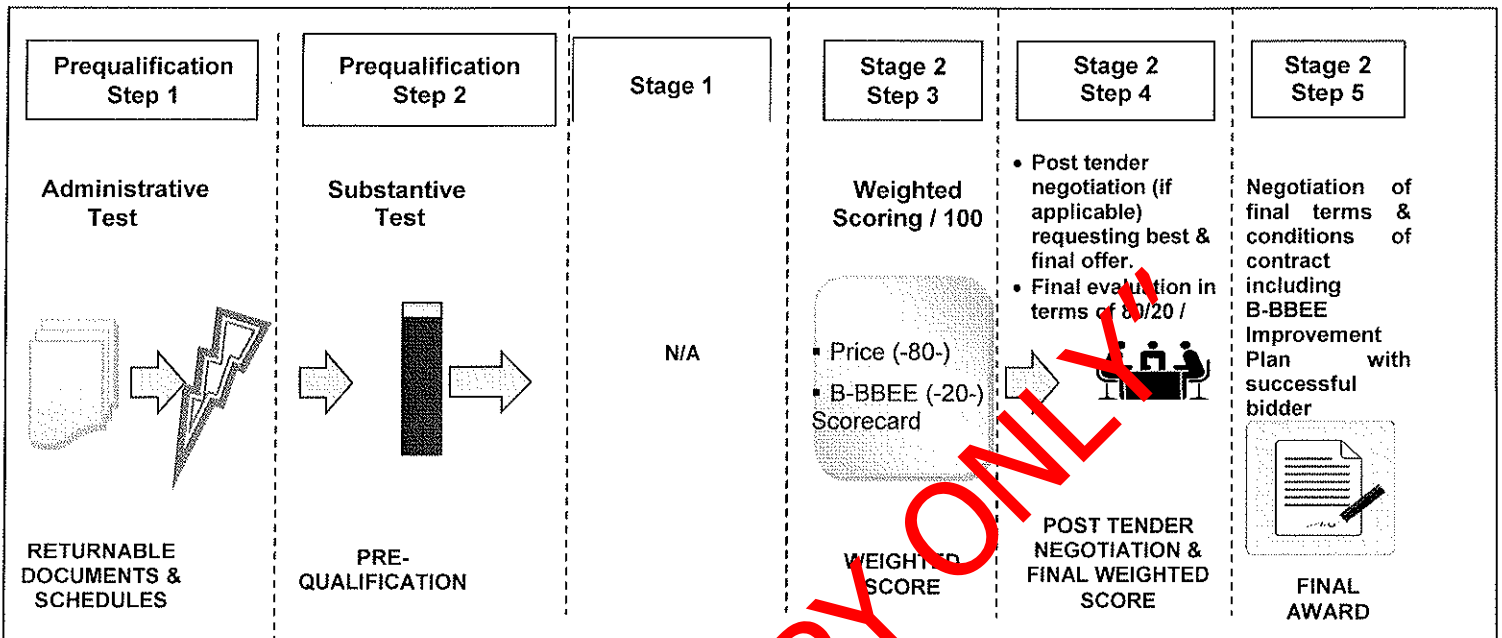 Prequalification
Step 1
Prequalification
Step 2
Stage 1
Stage 2
Step 3
Stage 2
Step 4
Stage 2
Step 5
Administrative
Test
Substantive
Test
N/A
Weighted
Scoring / 100
• Post tender
negotiation (if
applicable)
requesting best &
final offer.
• Final evaluation in
terms of 80/20 /
Negotiation of
final terms &
conditions of
contract
including
B-BBEE
Improvement
Plan with
successful
bidder
▪ Price (-80-)
▪ B-BBEE (-20-)
Scorecard
RETURNABLE
DOCUMENTS &
SCHEDULES
PRE-
QUALIFICATION
WEIGHTED
SCORE
POST TENDER
NEGOTIATION &
FINAL WEIGHTED
SCORE
FINAL
AWARD
ONLY"